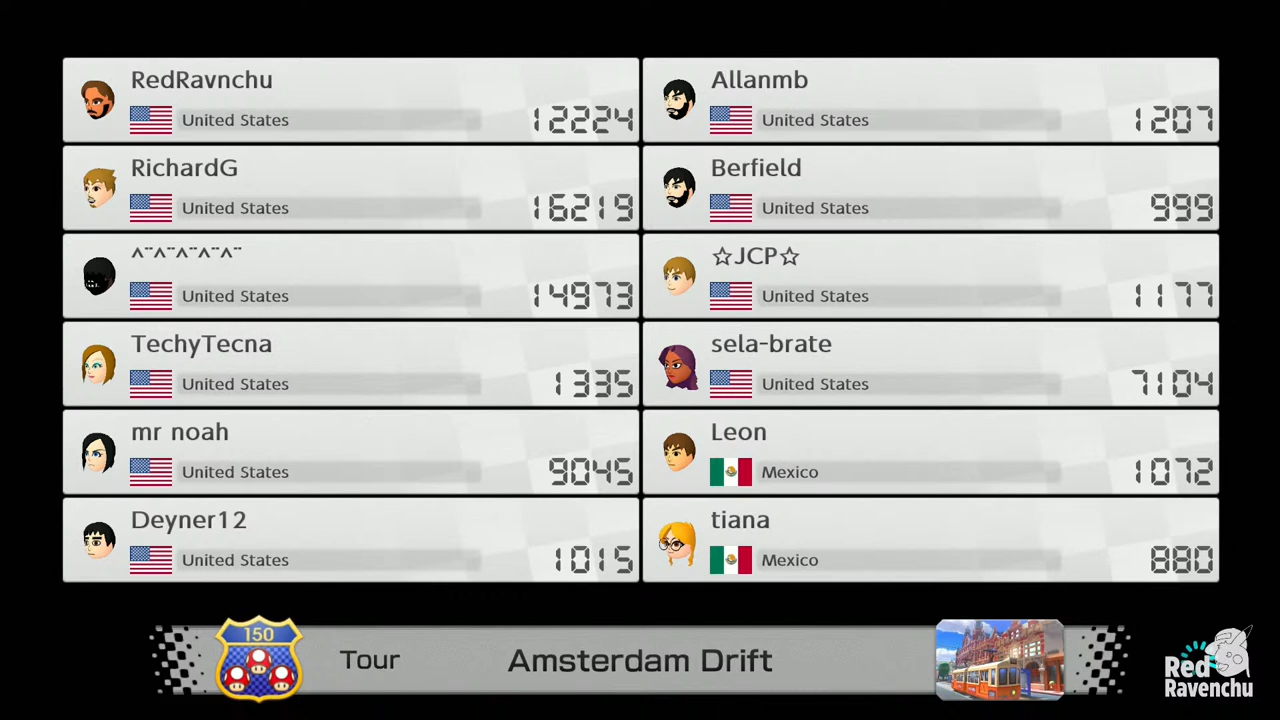 RedRavnchu
United States 12224
RichardG
United States 16219
^¨^¨^¨^¨^¨
United States 14973
TechyTecna
United States 1335
mr noah
United States 9045
Deyner12
United States 1015
Allanmb
United States 1207
Berfield
United States 999
☆JCP☆
United States 1177
sela-brate
United States 7104
Leon
Mexico 1072
tiana
Mexico 880
150
Tour Amsterdam Drift
Red
Ravenchu